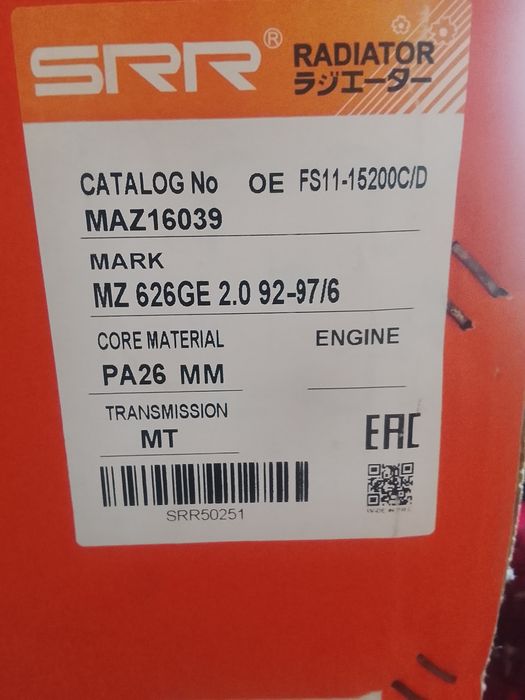 SRR® RADIATOR
ラジエーター
CATALOG No OE FS11-15200C/D
MAZ16039
MARK
MZ 626GE 2.0 92-97/6
CORE MATERIAL ENGINE
PA26 MM
TRANSMISSION
MT
EAC
SRR50251